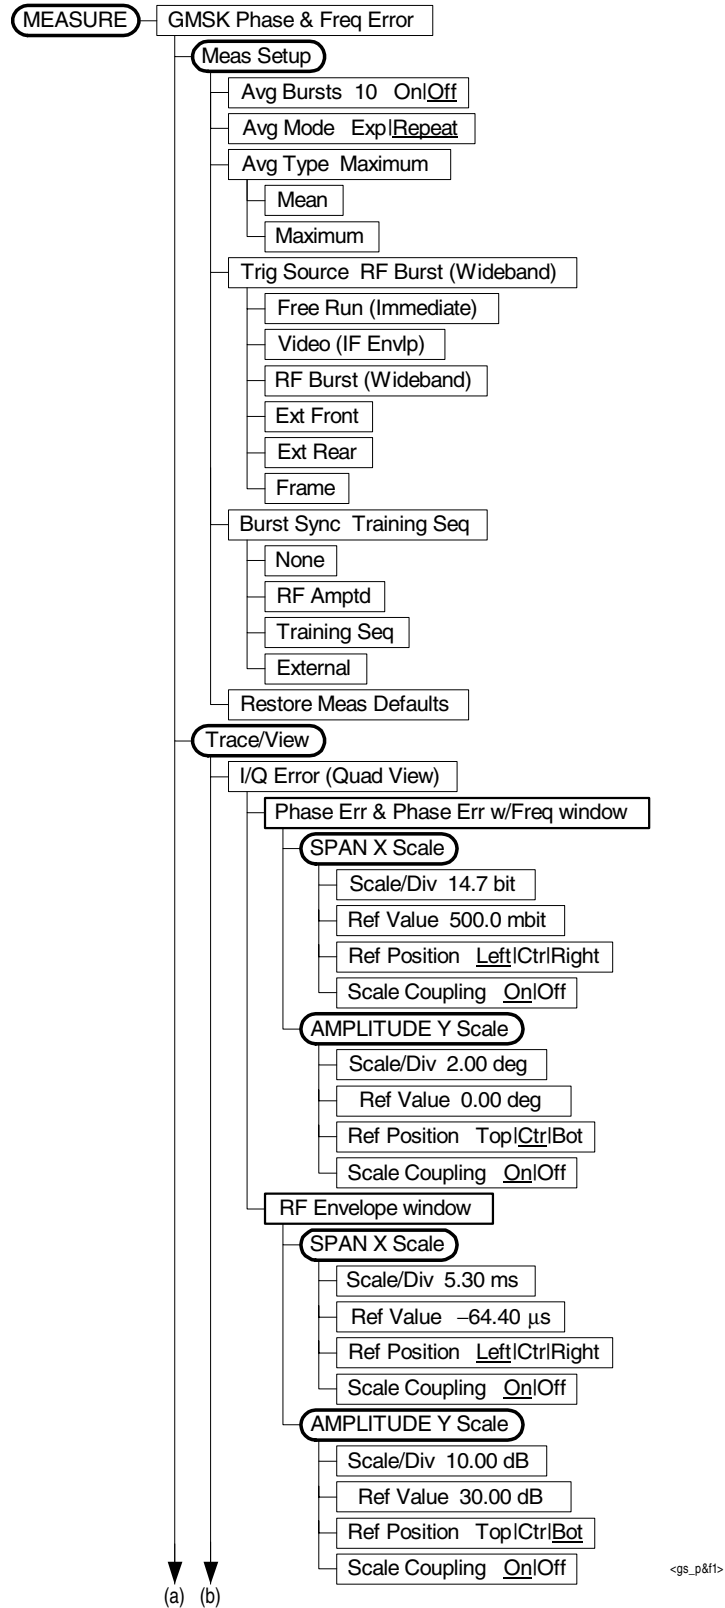 MEASURE GMSK Phase & Freq Error
Meas Setup
Avg Bursts 10 On|Off
Avg Mode Exp|Repeat
Avg Type Maximum
Mean
Maximum
Trig Source RF Burst (Wideband)
Free Run (Immediate)
Video (IF Envlp)
RF Burst (Wideband)
Ext Front
Ext Rear
Frame
Burst Sync Training Seq
None
RF Amptd
Training Seq
External
Restore Meas Defaults
Trace/View
I/Q Error (Quad View)
Phase Err & Phase Err w/Freq window
SPAN X Scale
Scale/Div 14.7 bit
Ref Value 500.0 mbit
Ref Position Left|Ctr|Right
Scale Coupling On|Off
AMPLITUDE Y Scale
Scale/Div 2.00 deg
Ref Value 0.00 deg
Ref Position Top|Ctr|Bot
Scale Coupling On|Off
RF Envelope window
SPAN X Scale
Scale/Div 5.30 ms
Ref Value −64.40 μs
Ref Position Left|Ctr|Right
Scale Coupling On|Off
AMPLITUDE Y Scale
Scale/Div 10.00 dB
Ref Value 30.00 dB
Ref Position Top|Ctr|Bot
Scale Coupling On|Off
<gs_p&f1>
(a) (b)